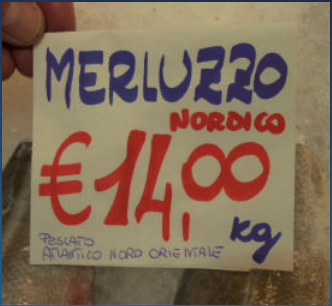 MERLUZZO
NORDICO
€14,00
kg
PESCATO
ATLANTICO NORD ORIENTALE